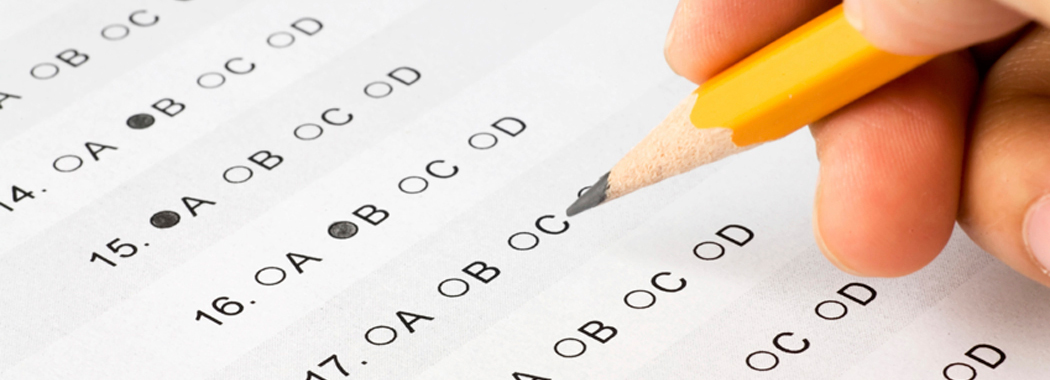 B C
14. A B C D
15. A B C D
16. A B C D
17. A B C
A B C D
C D
D